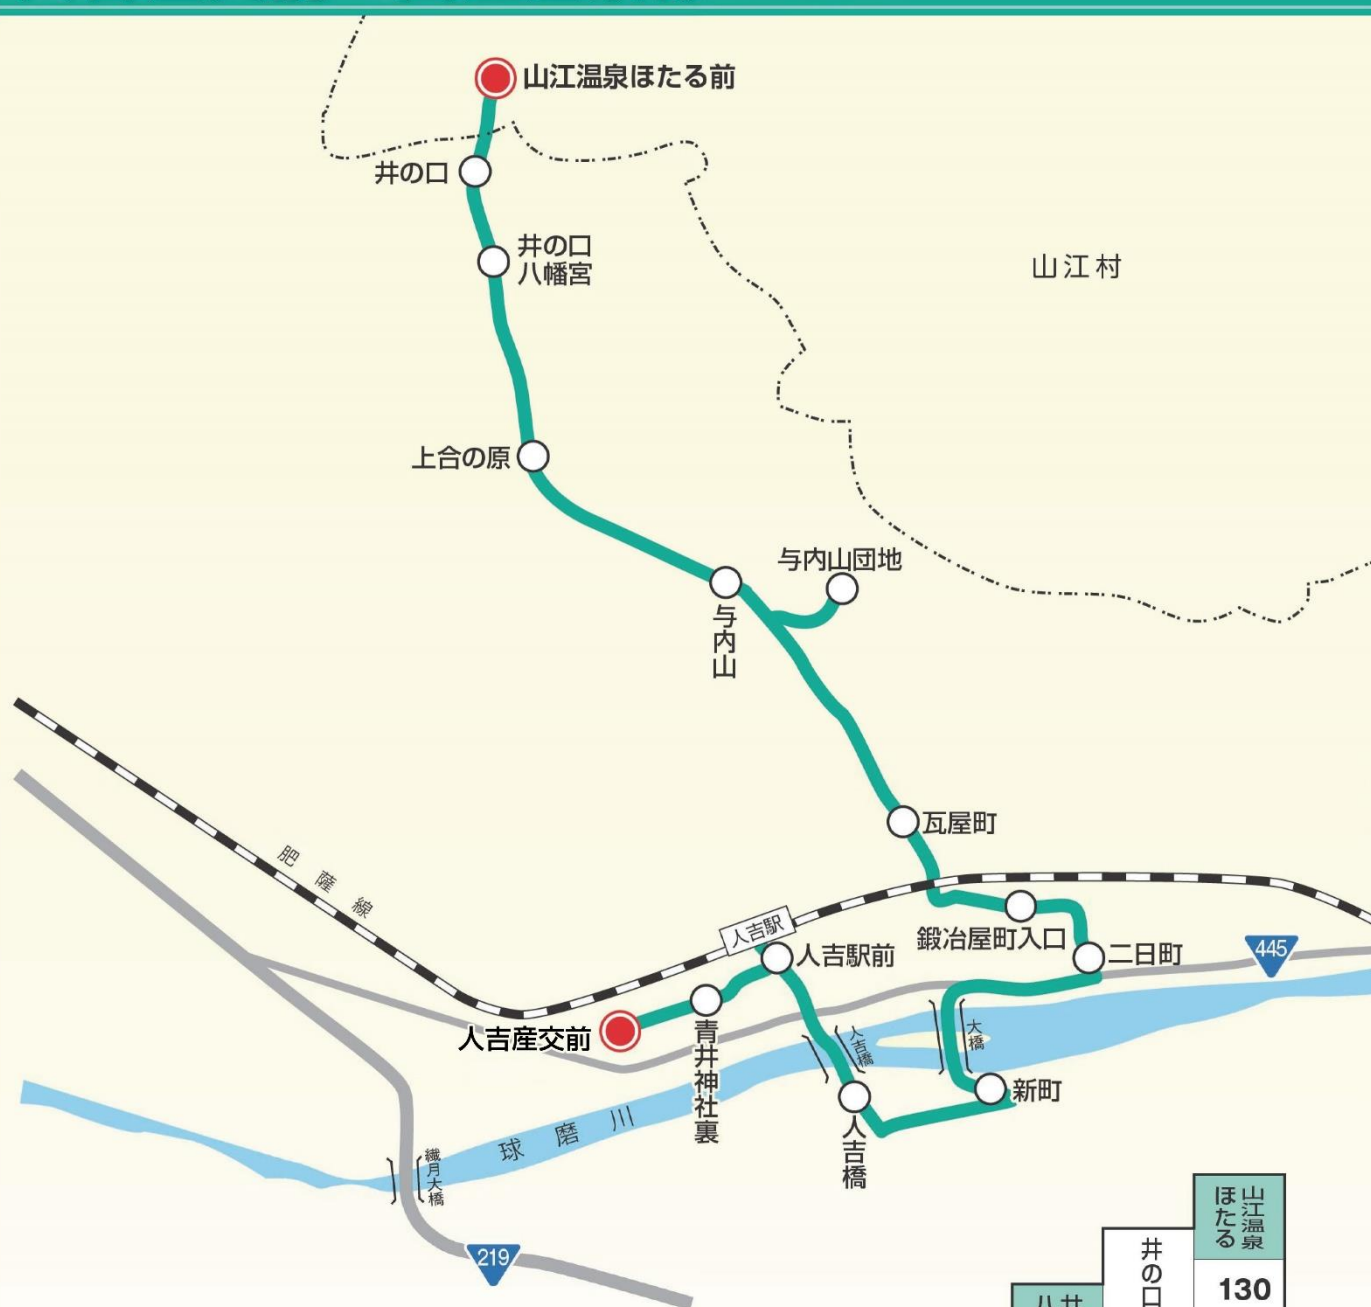 山江温泉ほたる前
井の口
井の口
八幡宮
山江村
上合の原
与内山団地
与内山
瓦屋町
肥薩線
人吉駅
人吉駅前
鍛冶屋町入口
二日町
445
人吉産交前
青井神社裏
人吉橋
大橋
新町
人吉橋
球磨川
繊月大橋
219
山江温泉
ほたる
井の口
130